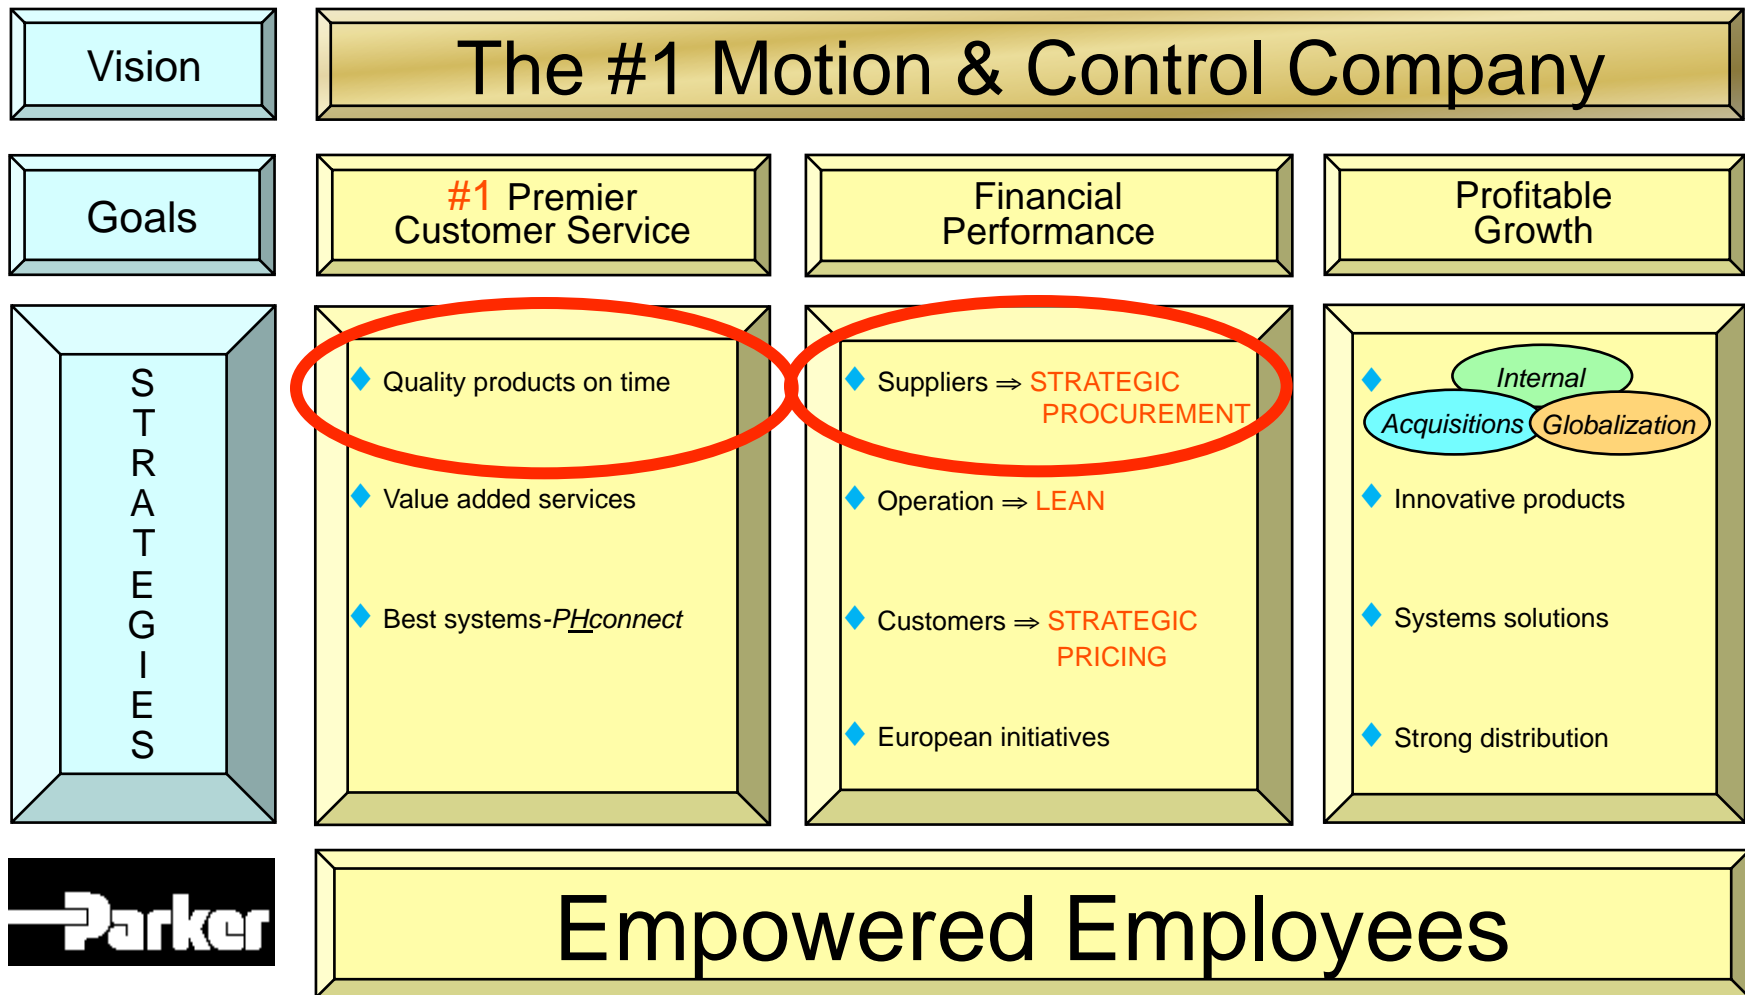 Vision
The #1 Motion & Control Company
Goals
#1 Premier
Customer Service
Financial
Performance
Profitable
Growth
STRATEGIES
Quality products on time
Value added services
Best systems-PHconnect
Suppliers ⇒ STRATEGIC
PROCUREMENT
Operation ⇒ LEAN
Customers ⇒ STRATEGIC
PRICING
European initiatives
Internal
Acquisitions
Globalization
Innovative products
Systems solutions
Strong distribution
Parker
Empowered Employees